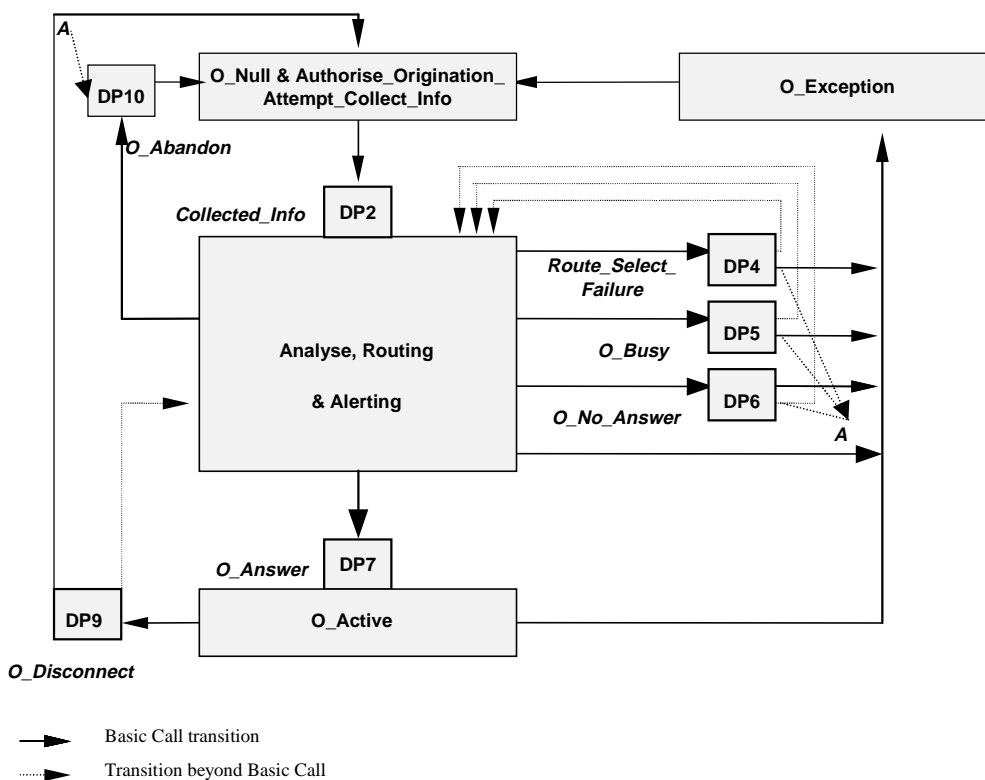 A
O_Null & Authorise_Origination_
Attempt_Collect_Info
O_Exception
DP10
O_Abandon
Collected_Info
DP2
Route_Select_
Failure
DP4
Analyse, Routing
& Alerting
O_Busy
DP5
O_No_Answer
DP6
A
O_Answer
DP7
DP9
O_Active
O_Disconnect
Basic Call transition
Transition beyond Basic Call